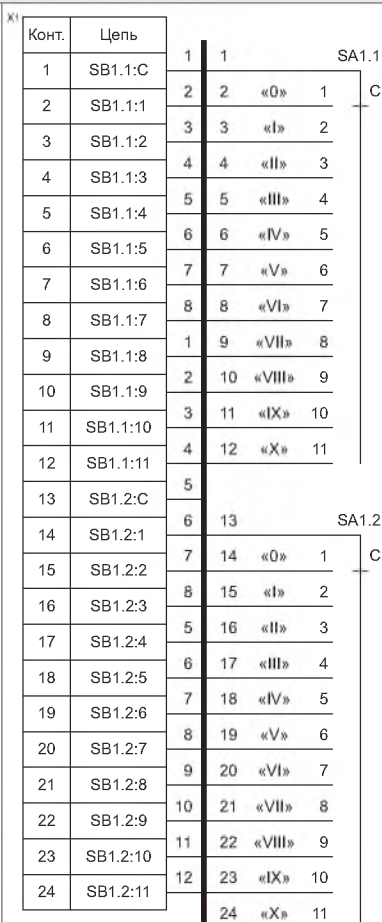 X1
Конт. Цепь
1 SB1.1:C
2 SB1.1:1
3 SB1.1:2
4 SB1.1:3
5 SB1.1:4
6 SB1.1:5
7 SB1.1:6
8 SB1.1:7
9 SB1.1:8
10 SB1.1:9
11 SB1.1:10
12 SB1.1:11
13 SB1.2:C
14 SB1.2:1
15 SB1.2:2
16 SB1.2:3
17 SB1.2:4
18 SB1.2:5
19 SB1.2:6
20 SB1.2:7
21 SB1.2:8
22 SB1.2:9
23 SB1.2:10
24 SB1.2:11
1
2
3
4
5
6
7
8
1
2
3
4
5
6
7
8
5
6
7
8
9
10
11
12
1 SA1.1
2 «0» 1 C
3 «I» 2
4 «II» 3
5 «III» 4
6 «IV» 5
7 «V» 6
8 «VI» 7
9 «VII» 8
10 «VIII» 9
11 «IX» 10
12 «X» 11
13 SA1.2
14 «0» 1 C
15 «I» 2
16 «II» 3
17 «III» 4
18 «IV» 5
19 «V» 6
20 «VI» 7
21 «VII» 8
22 «VIII» 9
23 «IX» 10
24 «X» 11